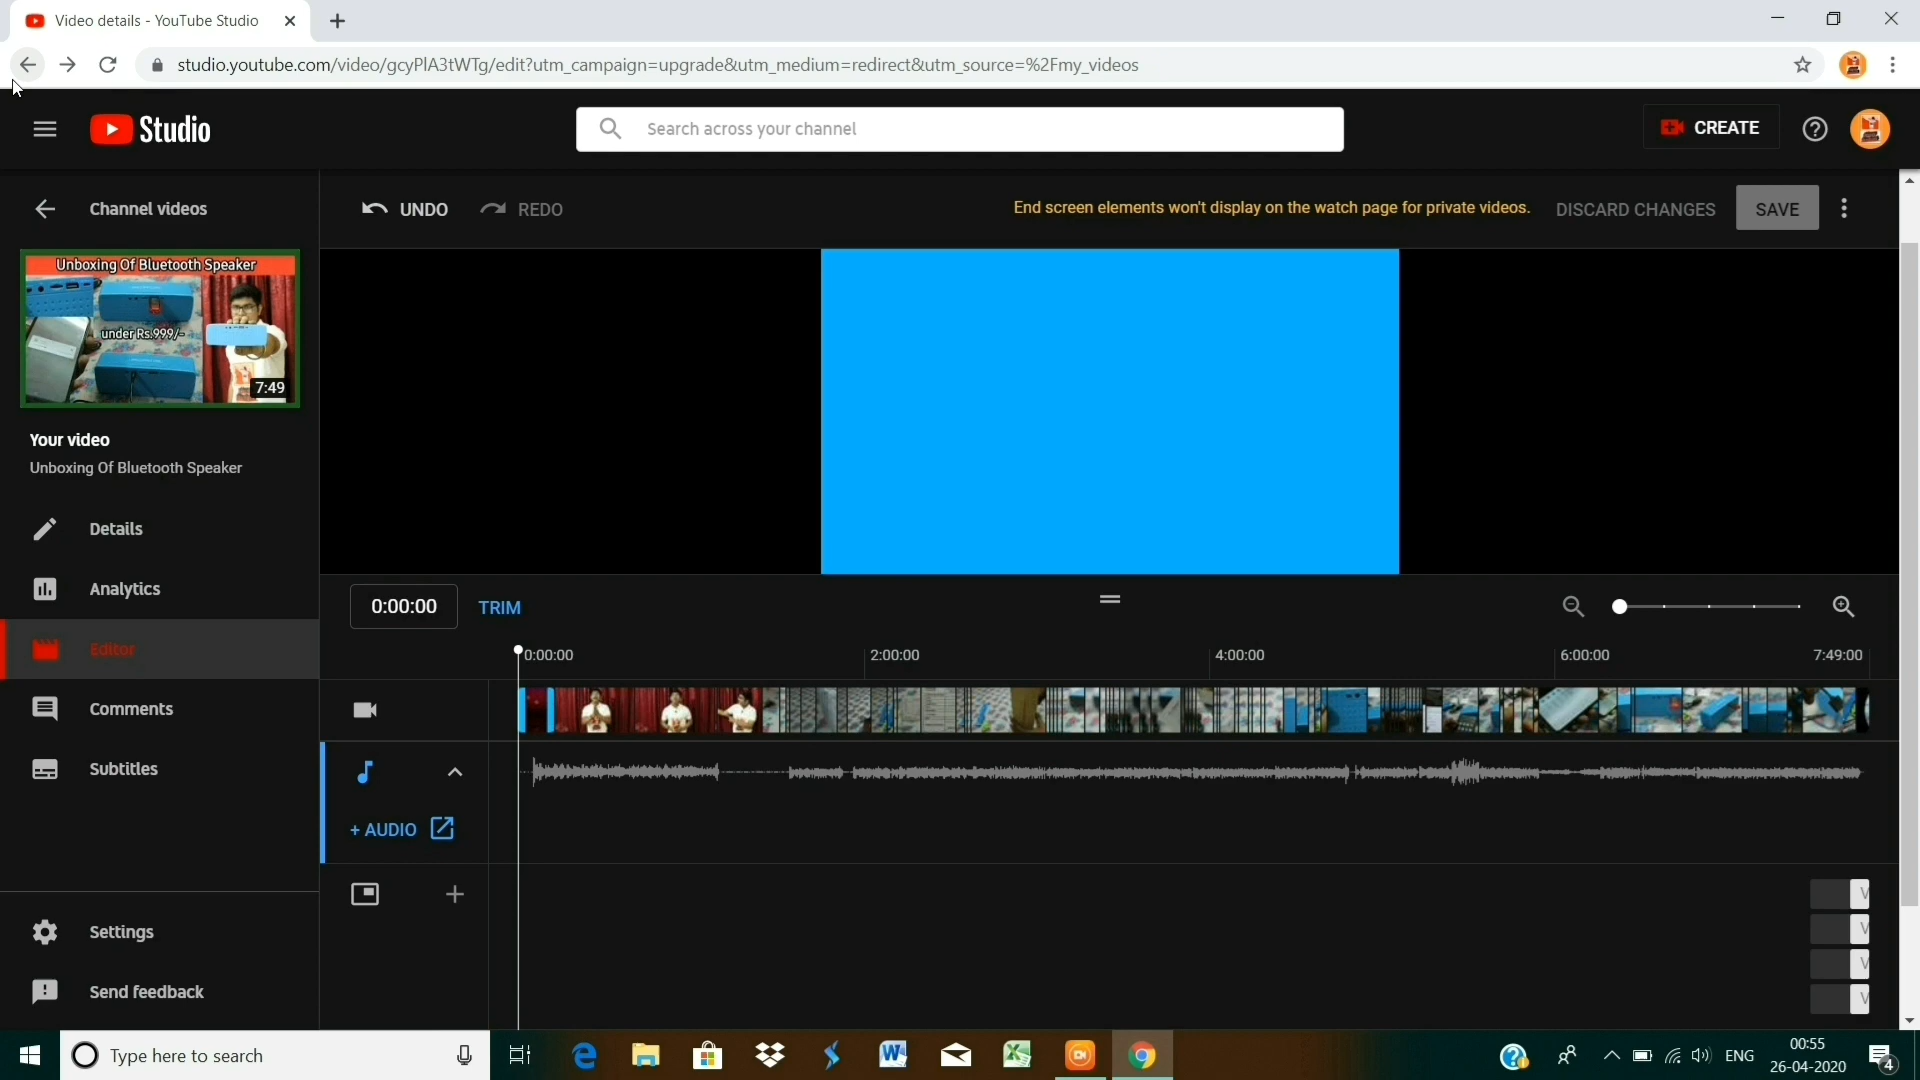 Video details - YouTube Studio
studio.youtube.com/video/gcyPlA3tWTg/edit?utm_campaign=upgrade&utm_medium=redirect&utm_source=%2Fmy_videos
Studio
Search across your channel
CREATE
Channel videos
UNDO
REDO
End screen elements won't display on the watch page for private videos.
DISCARD CHANGES
SAVE
Unboxing Of Bluetooth Speaker
under Rs.999/-
7:49
Your video
Unboxing Of Bluetooth Speaker
Details
Analytics
Editor
Comments
Subtitles
Settings
Send feedback
0:00:00
TRIM
0:00:00
2:00:00
4:00:00
6:00:00
7:49:00
+ AUDIO
V
V
V
V
Type here to search
ENG
00:55
26-04-2020
4